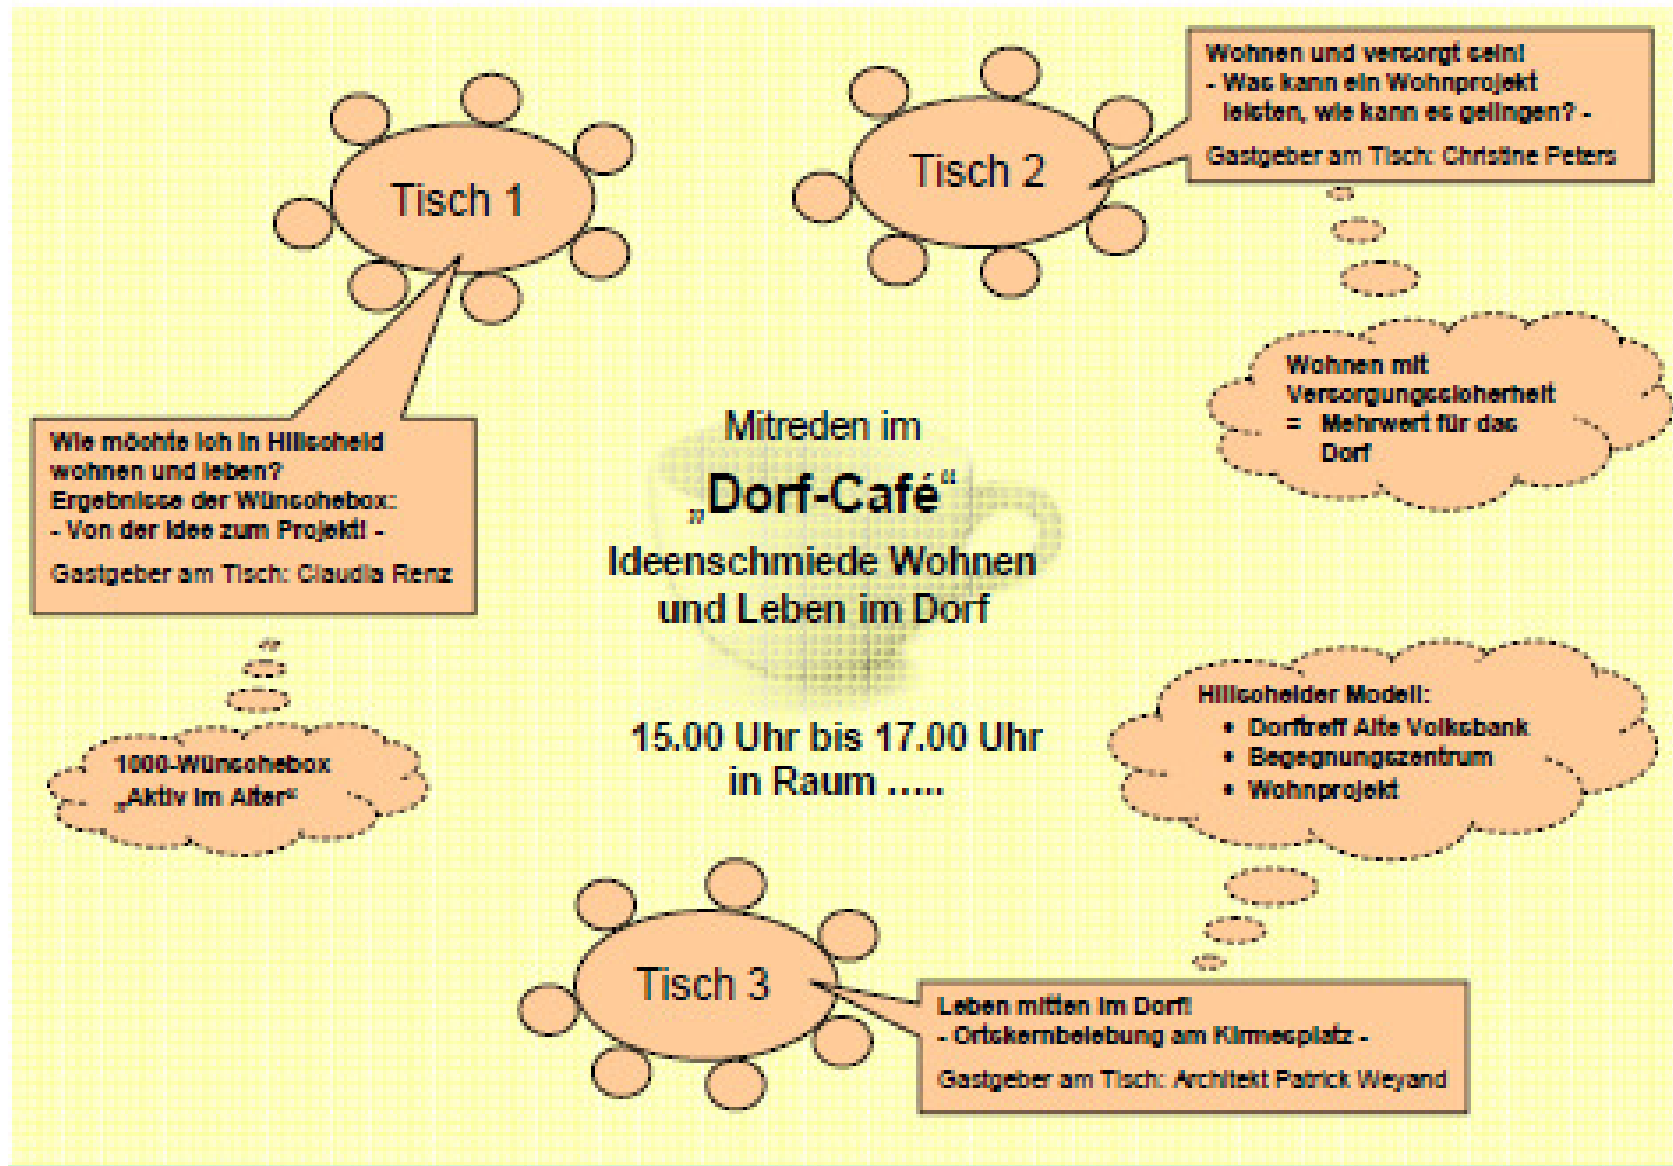 Tisch 1
Tisch 2
Wohnen und versorgt sein!
- Was kann ein Wohnprojekt
leisten, wie kann es gelingen? -
Gastgeber am Tisch: Christine Peters
Wohnen mit
Versorgungssicherheit
= Mehrwert für das
Dorf
Wie möchte ich in Hillscheid
wohnen und leben?
Ergebnisse der Wünschebox:
- Von der Idee zum Projekt! -
Gastgeber am Tisch: Claudia Renz
1000-Wünschebox
„Aktiv im Alter“
Mitreden im
„Dorf-Café“
Ideenschmiede Wohnen
und Leben im Dorf
15.00 Uhr bis 17.00 Uhr
in Raum .....
Hillscheider Modell:
• Dorftreff Alte Volksbank
• Begegnungszentrum
• Wohnprojekt
Tisch 3
Leben mitten im Dorf!
- Ortskernbelebung am Kirmesplatz -
Gastgeber am Tisch: Architekt Patrick Weyand